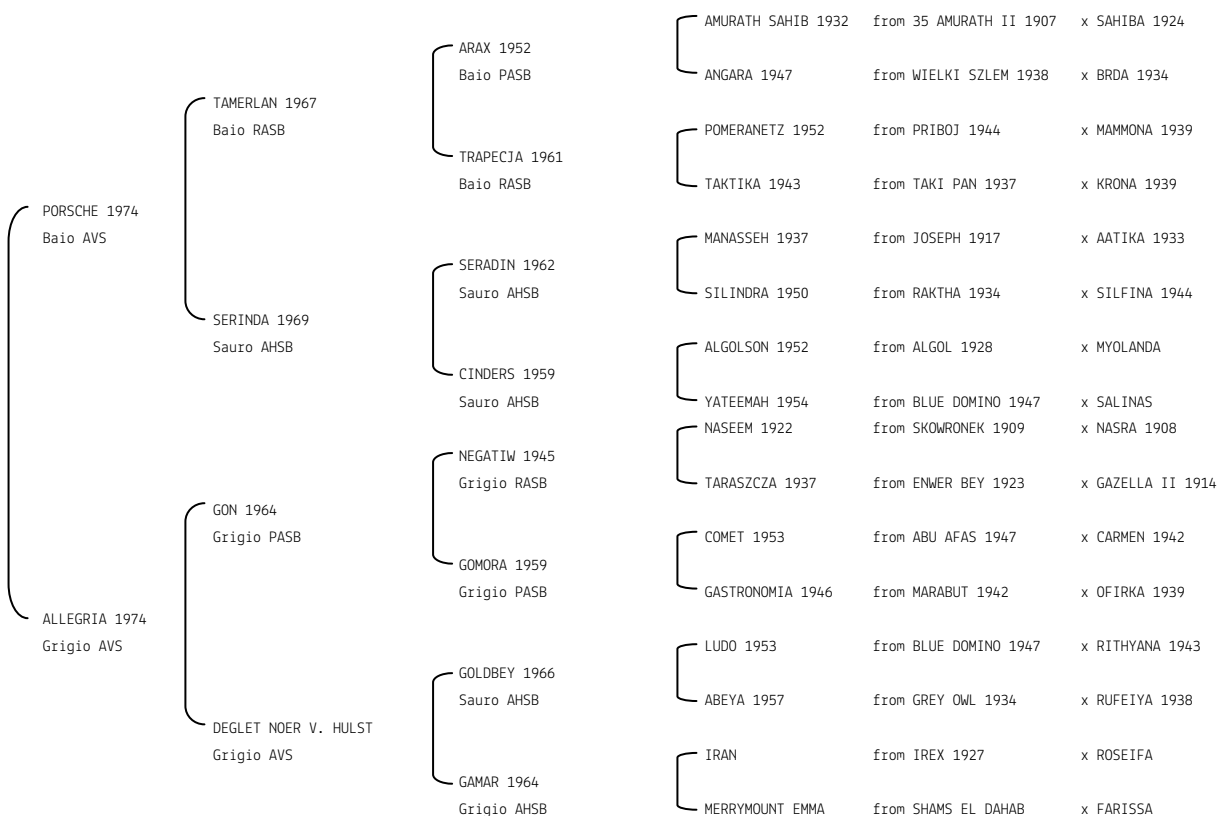 AMURATH SAHIB 1932 from 35 AMURATH II 1907 x SAHIBA 1924
ARAX 1952
Baio PASB
ANGARA 1947 from WIELKI SZLEM 1938 x BRDA 1934
TAMERLAN 1967
Baio RASB
POMERANETZ 1952 from PRIBOJ 1944 x MAMMONA 1939
TRAPECJA 1961
Baio RASB
TAKTIKA 1943 from TAKI PAN 1937 x KRONA 1939
PORSCHE 1974
Baio AVS
MANASSEH 1937 from JOSEPH 1917 x AATIKA 1933
SERADIN 1962
Sauro AHSB
SILINDRA 1950 from RAKTHA 1934 x SILFINA 1944
SERINDA 1969
Sauro AHSB
ALGOLSON 1952 from ALGOL 1928 x MYOLANDA
CINDERS 1959
Sauro AHSB
YATEEMAH 1954 from BLUE DOMINO 1947 x SALINAS
NASEEM 1922 from SKOWRONEK 1909 x NASRA 1908
NEGATIW 1945
Grigio RASB
TARASZCZA 1937 from ENWER BEY 1923 x GAZELLA II 1914
GON 1964
Grigio PASB
COMET 1953 from ABU AFAS 1947 x CARMEN 1942
GOMORA 1959
Grigio PASB
GASTRONOMIA 1946 from MARABUT 1942 x OFIRKA 1939
ALLEGRIA 1974
Grigio AVS
LUDO 1953 from BLUE DOMINO 1947 x RITHYANA 1943
GOLDBEY 1966
Sauro AHSB
ABEYA 1957 from GREY OWL 1934 x RUFEIYA 1938
DEGLET NOER V. HULST
Grigio AVS
IRAN from IREX 1927 x ROSEIFA
GAMAR 1964
Grigio AHSB
MERRYMOUNT EMMA from SHAMS EL DAHAB x FARISSA